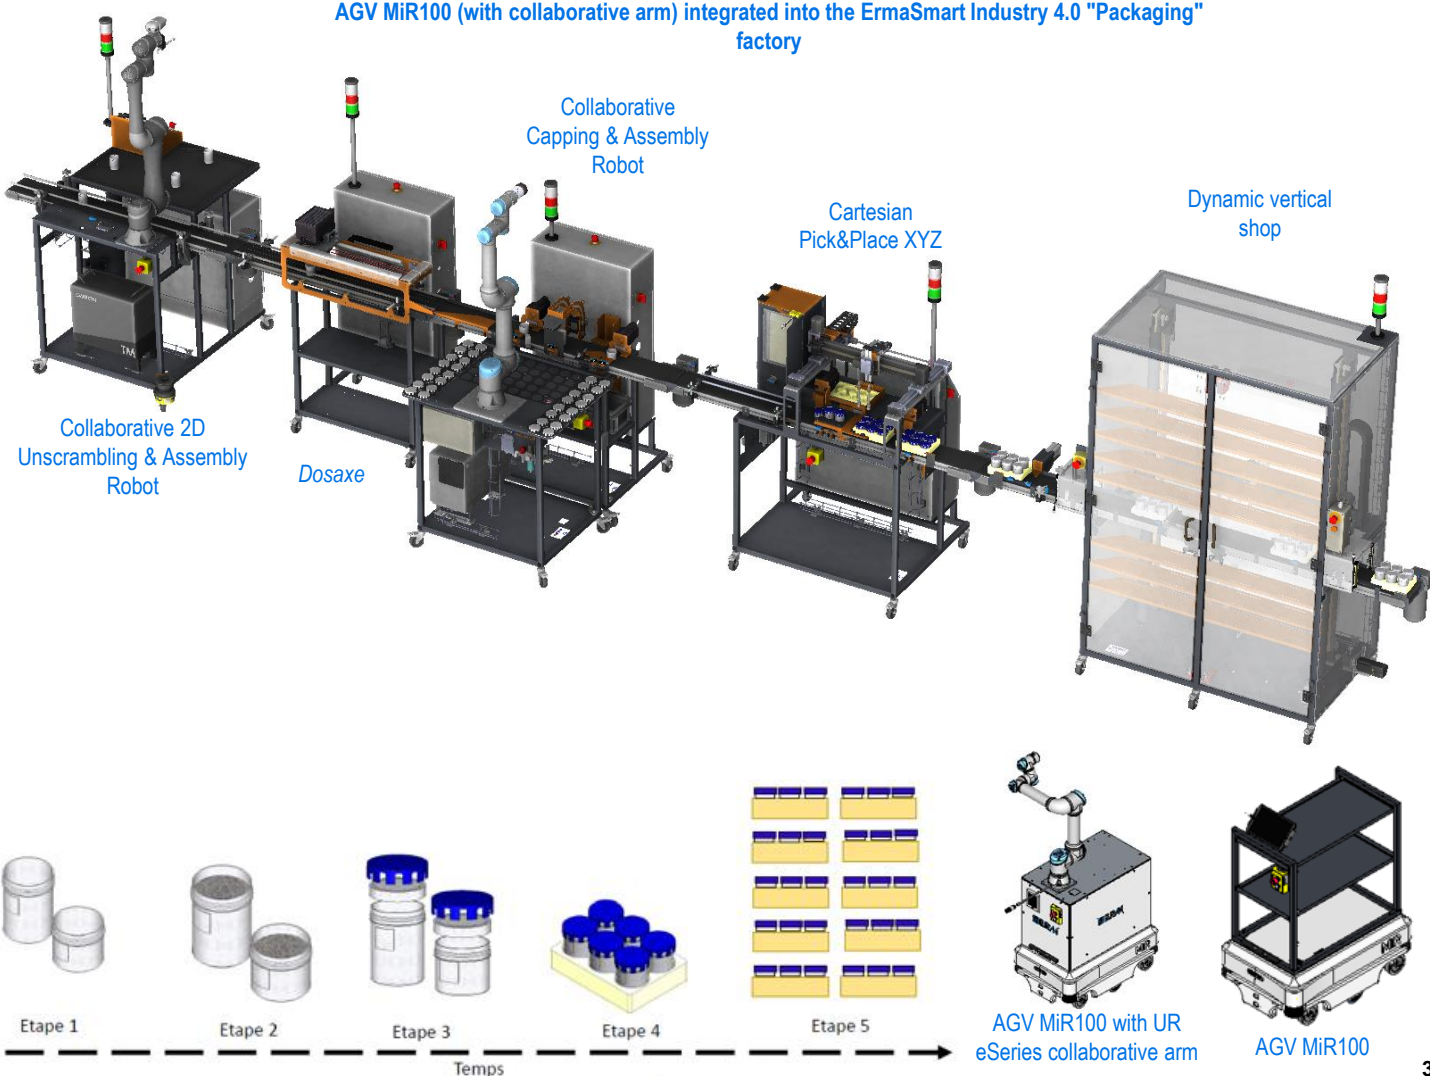 AGV MiR100 (with collaborative arm) integrated into the ErmaSmart Industry 4.0 "Packaging"
factory
Collaborative
Capping & Assembly
Robot
Cartesian
Pick&Place XYZ
Dynamic vertical
shop
Collaborative 2D
Unscrambling & Assembly
Robot
Dosaxe
TM
Etape 1
Etape 2
Etape 3
Etape 4
Etape 5
Temps
AGV MiR100 with UR
eSeries collaborative arm
AGV MiR100
3